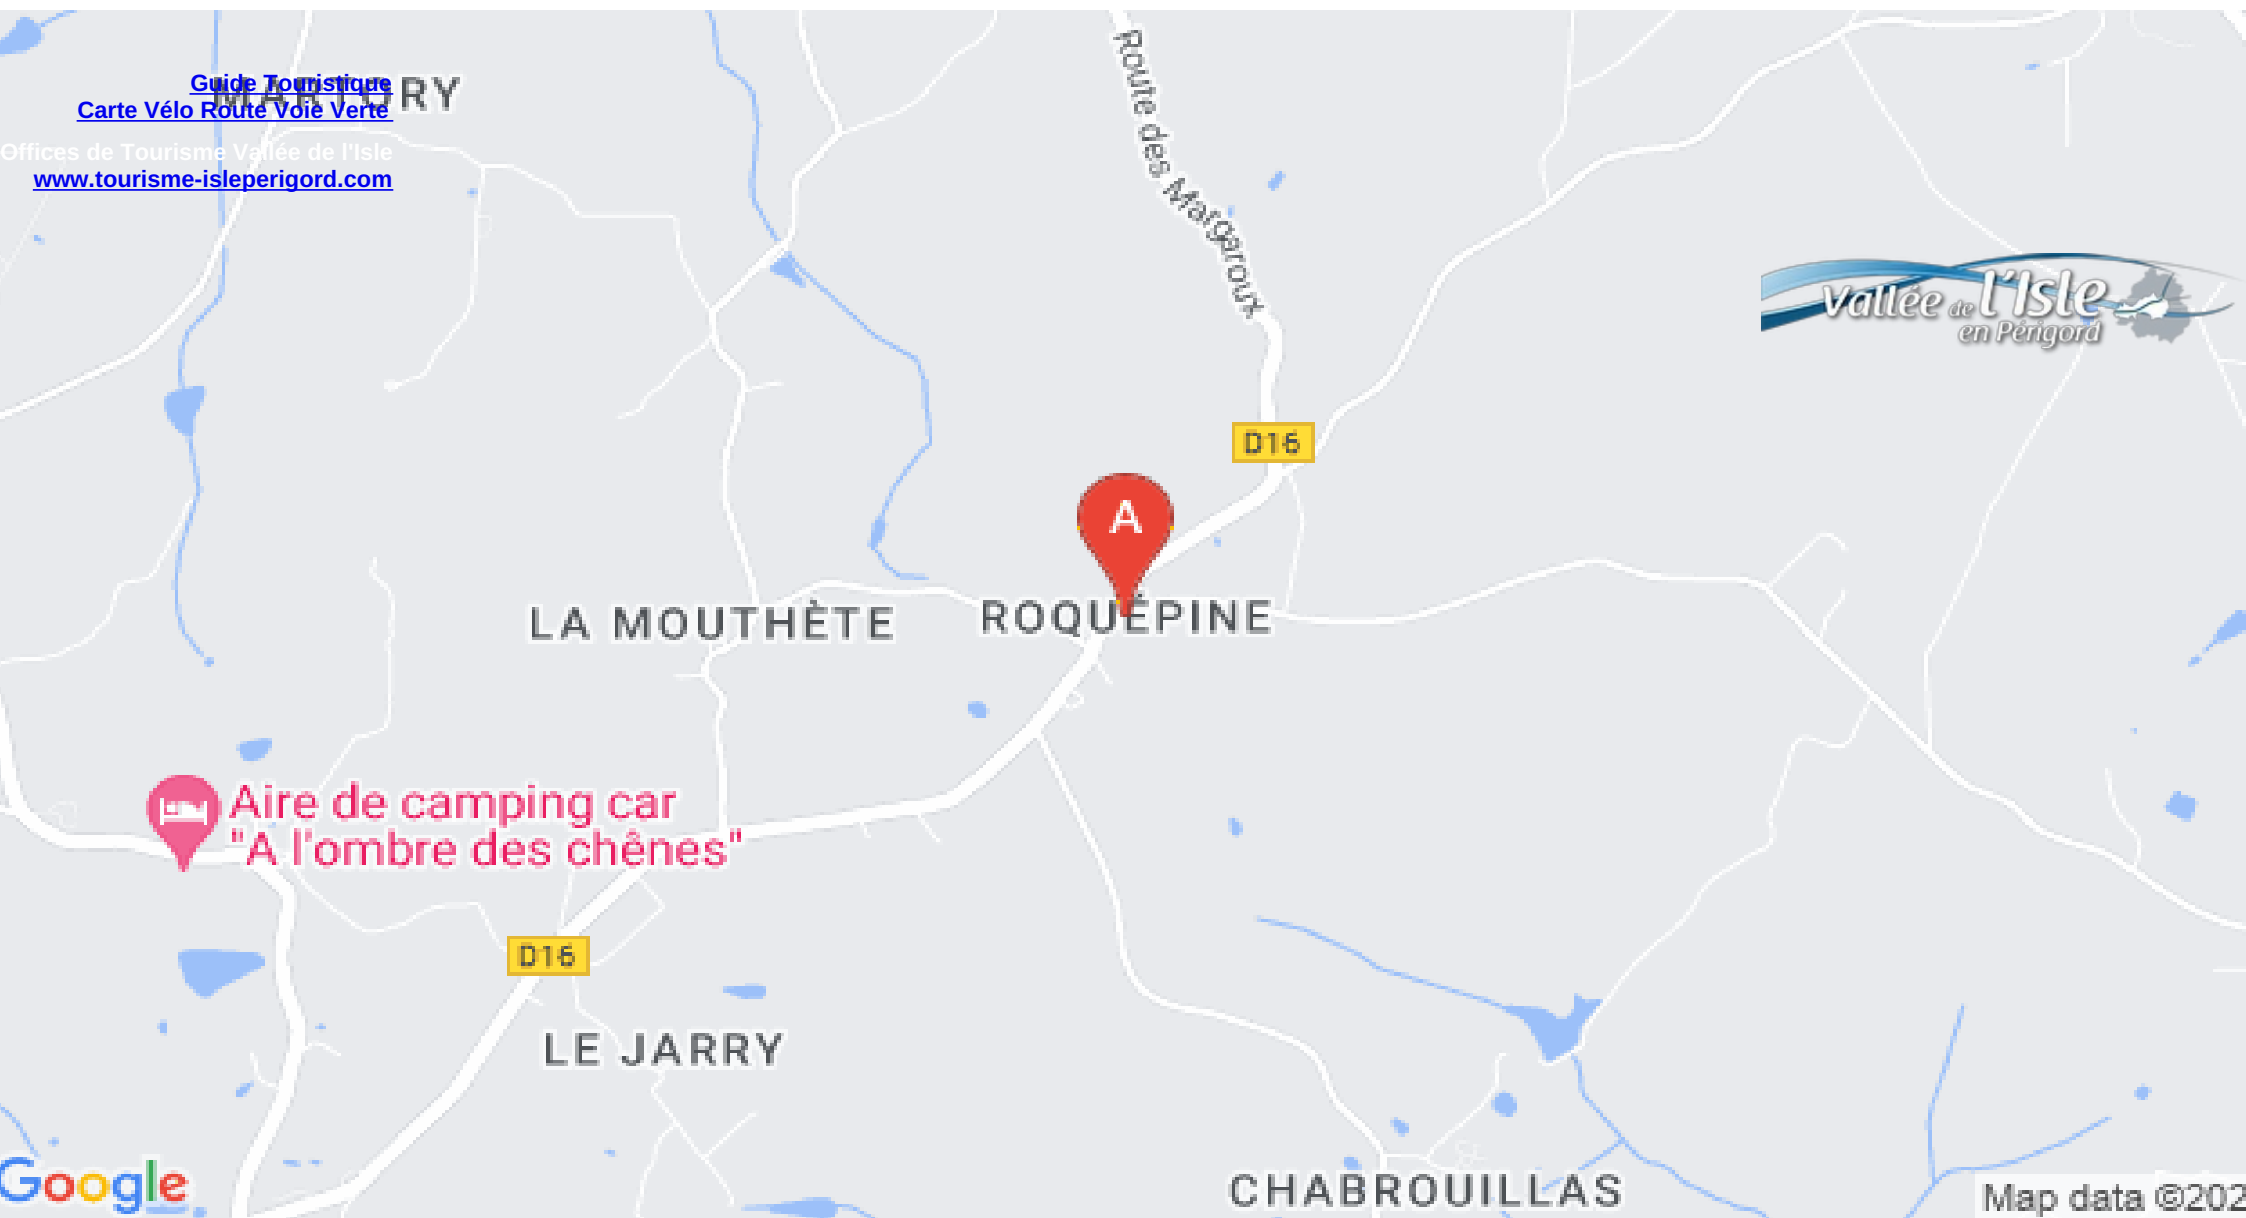 MARTORY
Guide Touristique
Carte Vélo Route Voie Verte
Offices de Tourisme Vallée de l'Isle
www.tourisme-isleperigord.com
Route des Margaroux
Vallée de l'Isle
en Périgord
D16
A
LA MOUTHÈTE
ROQUÉPINE
Aire de camping car
"A l'ombre des chênes"
D16
LE JARRY
CHABROUILLAS
Google
Map data ©202